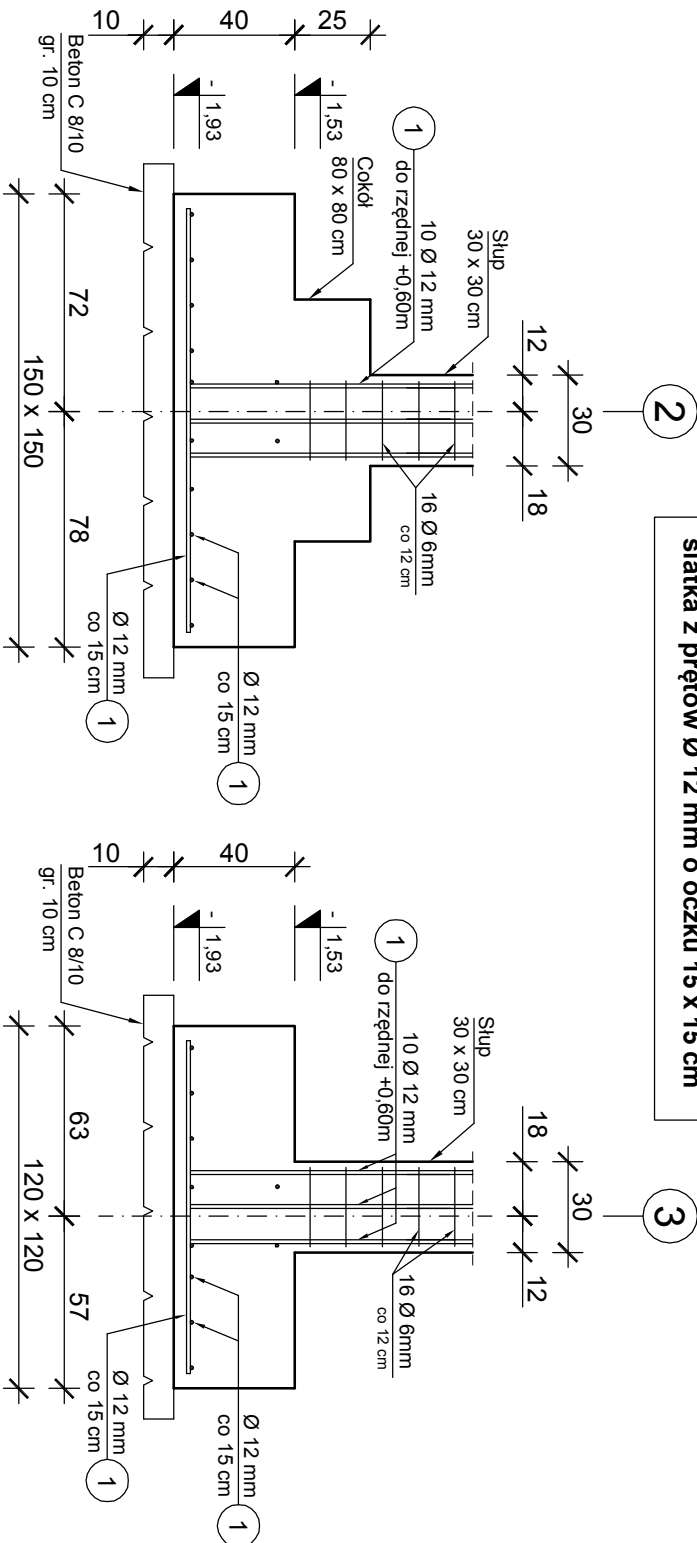 siatka z prętów Ø 12 mm o oczku 15 x 15 cm
2
12
30
18
Słup
30 x 30 cm
10 Ø 12 mm
do rzędnej +0,60m
1
Cokół
80 x 80 cm
16 Ø 6mm
co 12 cm
25
40
10
-
1,53
-
1,93
Beton C 8/10
gr. 10 cm
Ø 12 mm
co 15 cm
1
Ø 12 mm
co 15 cm
1
72
78
150 x 150
3
18
30
12
Słup
30 x 30 cm
10 Ø 12 mm
do rzędnej +0,60m
1
16 Ø 6mm
co 12 cm
40
10
-
1,53
-
1,93
Beton C 8/10
gr. 10 cm
Ø 12 mm
co 15 cm
1
Ø 12 mm
co 15 cm
1
63
57
120 x 120